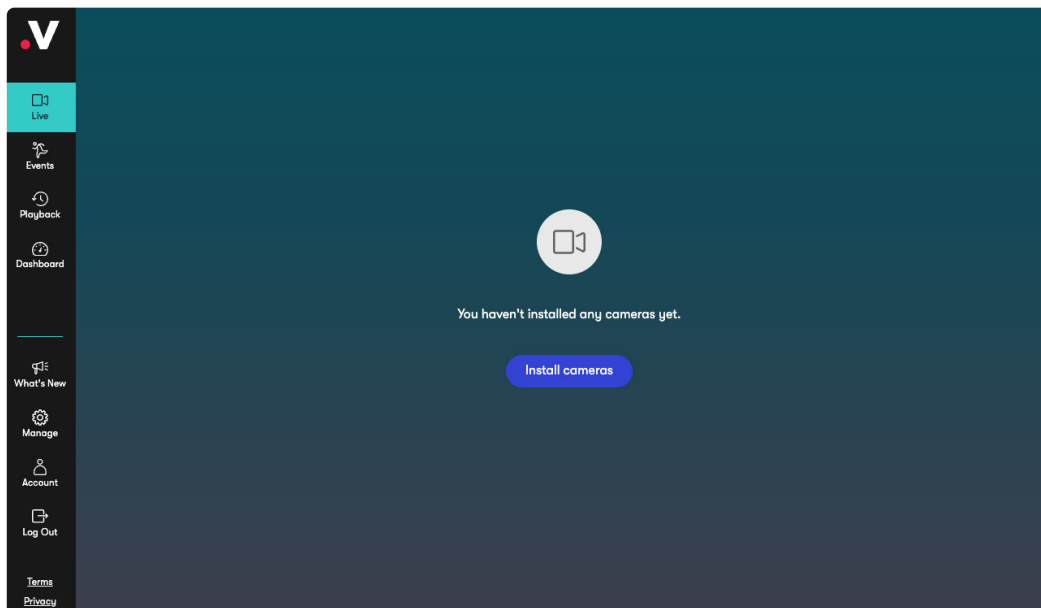 .V
Live
Events
Playback
Dashboard
What's New
Manage
Account
Log Out
Terms
Privacy
You haven't installed any cameras yet.
Install cameras